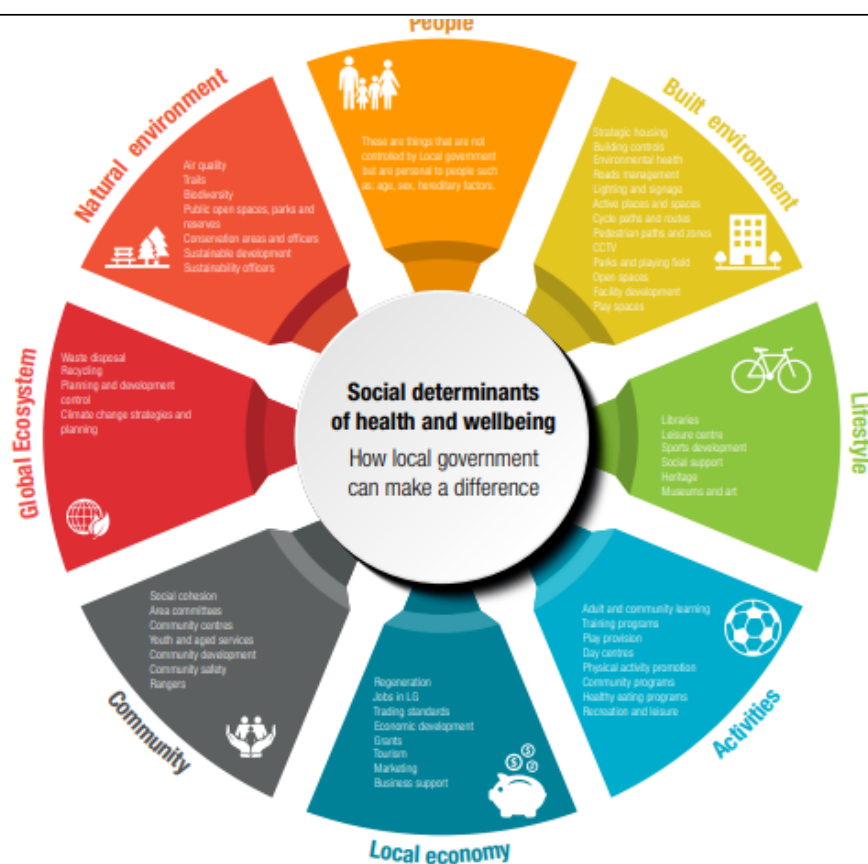 People
These are things that are not
controlled by Local government
but are personal to people such
as: age, sex, hereditary factors.
Built environment
Strategic housing
Building controls
Environmental health
Roads management
Lighting and signage
Active places and spaces
Cycle paths and routes
Pedestrian paths and zones
CCTV
Parks and playing field
Open spaces
Facility development
Play spaces
Lifestyle
Libraries
Leisure centre
Sports development
Social support
Heritage
Museums and art
Activities
Adult and community learning
Training programs
Play provision
Day centres
Physical activity promotion
Community programs
Healthy eating programs
Recreation and leisure
Local economy
Regeneration
Jobs in LG
Trading standards
Economic development
Grants
Tourism
Marketing
Business support
Community
Social cohesion
Area committees
Community centres
Youth and aged services
Community development
Community safety
Rangers
Global Ecosystem
Waste disposal
Recycling
Planning and development
control
Climate change strategies and
planning
Natural environment
Air quality
Trails
Biodiversity
Public open spaces, parks and
reserves
Conservation areas and officers
Sustainable development
Sustainability officers
Social determinants
of health and wellbeing
How local government
can make a difference